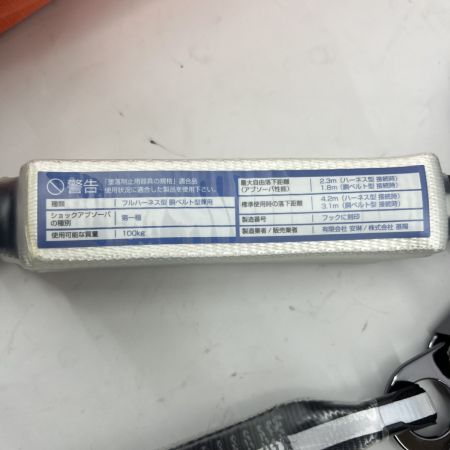 警告
「墜落制止用器具の規格」適合品
使用状況に適合した製品を使用下さい。
種類 フルハーネス型 胴ベルト型兼用
ショックアブソーバの種別 第一種
使用可能な質量 100kg
最大自由落下距離
(アブソーバ性能)
2.3m (ハーネス型 接続時)
1.8m (胴ベルト型 接続時)
標準使用時の落下距離
4.2m (ハーネス型 接続時)
3.1m (胴ベルト型 接続時)
製造番号 フックに刻印
製造業者／販売業者 有限会社 安琳／株式会社 基陽